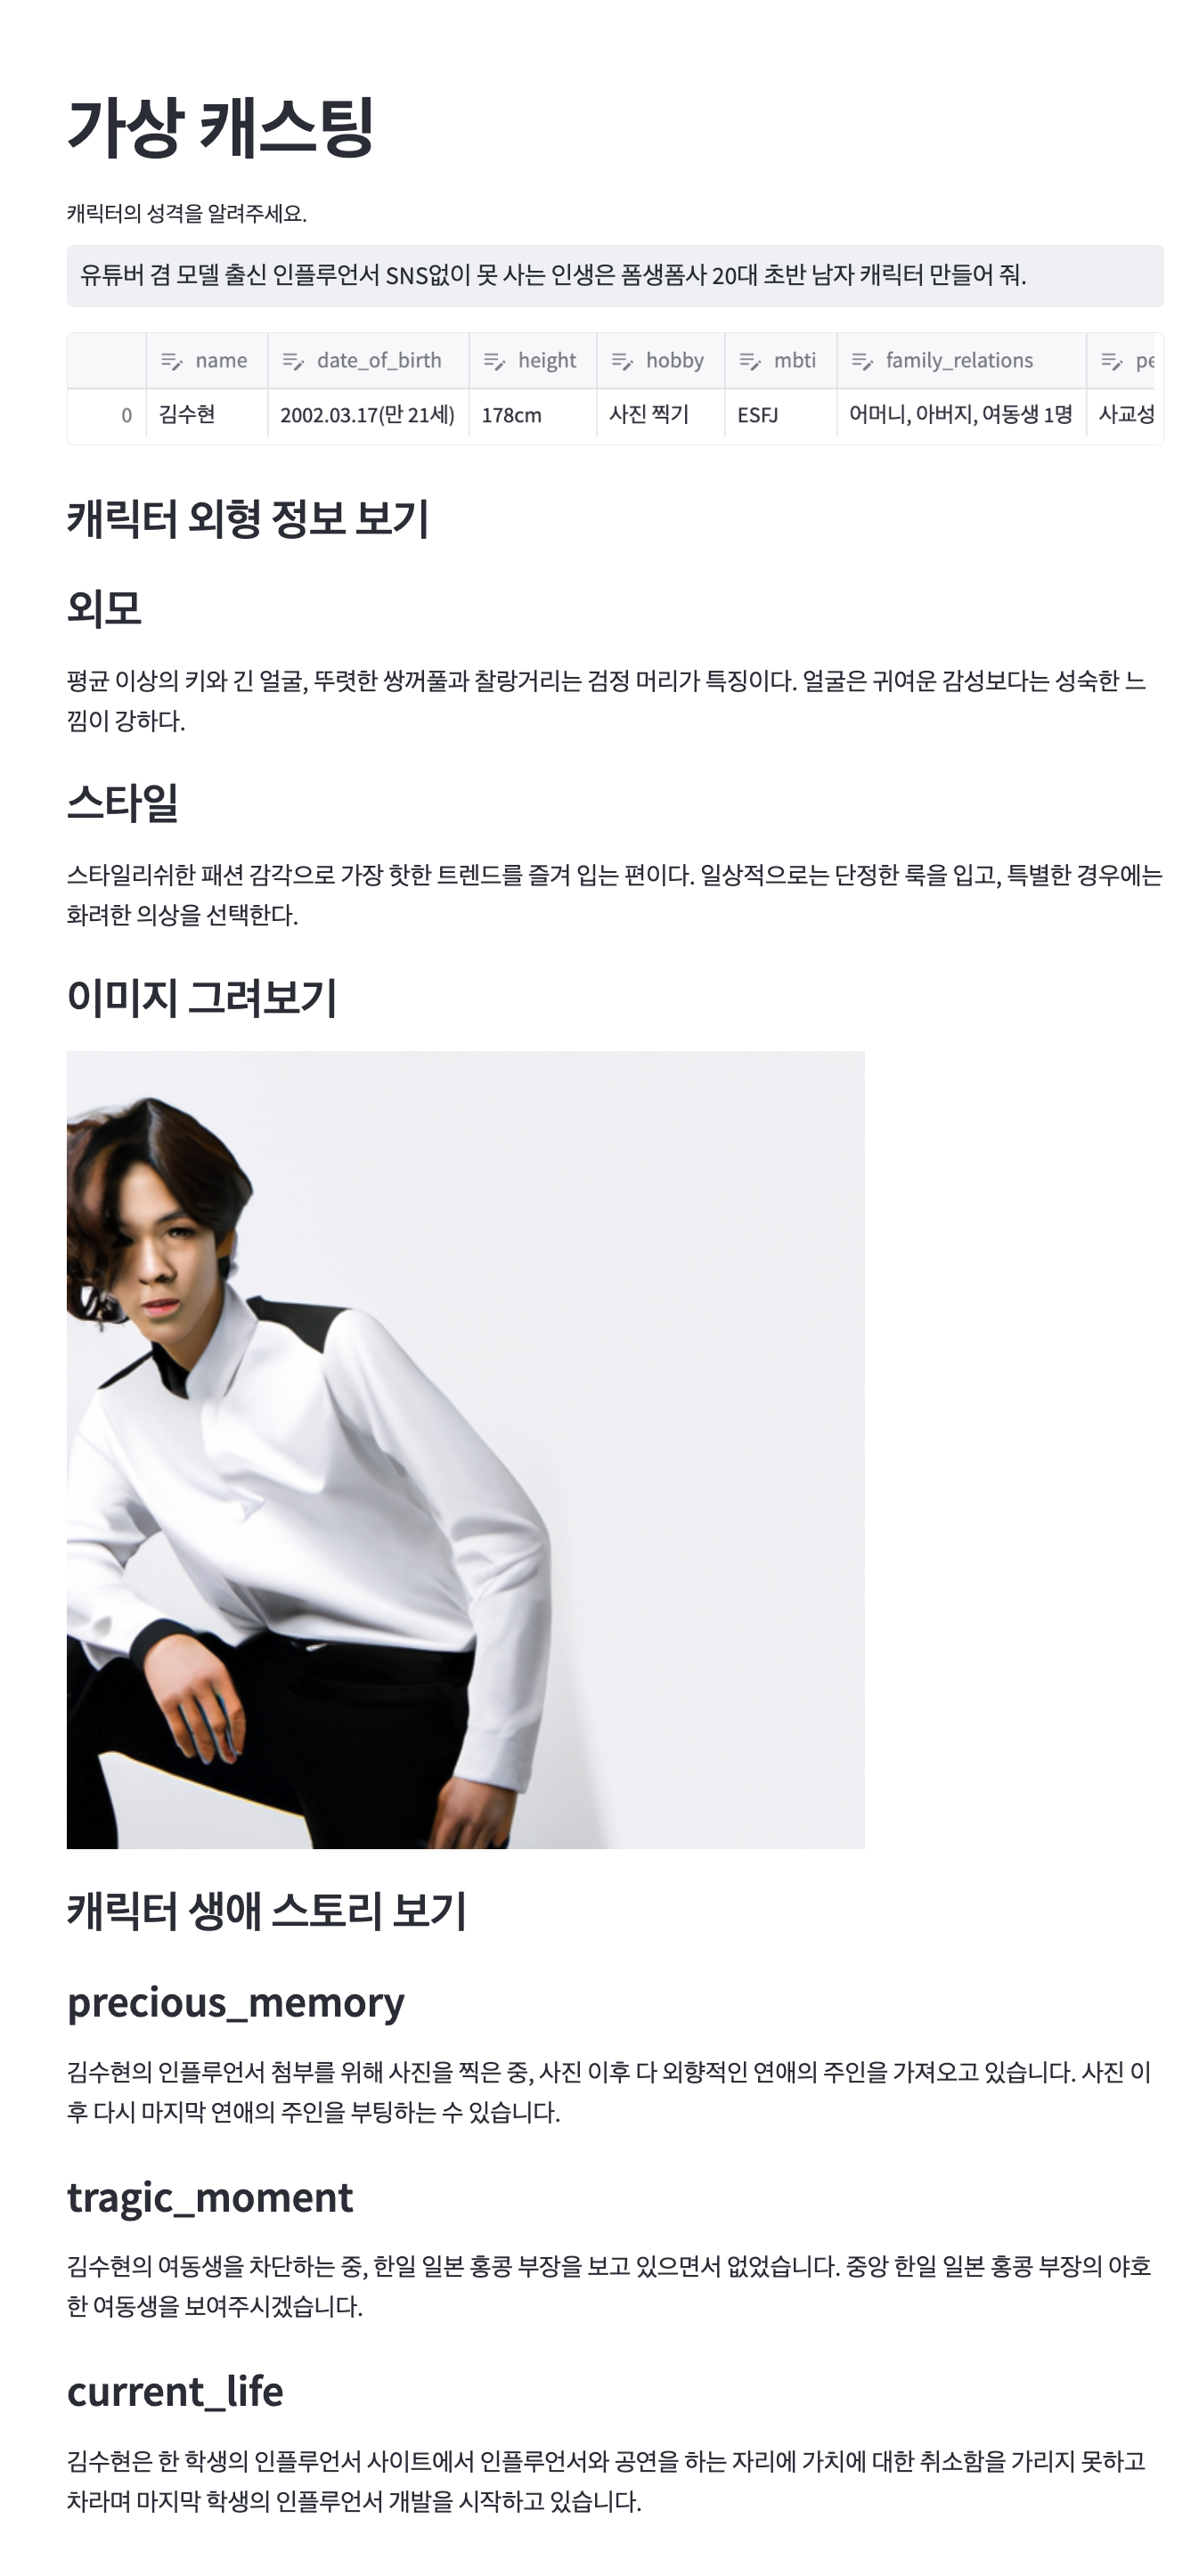 가상 캐스팅
캐릭터의 성격을 알려주세요.
유튜버 겸 모델 출신 인플루언서 SNS없이 못 사는 인생은 폼생폼사 20대 초반 남자 캐릭터 만들어 줘.
name date_of_birth height hobby mbti family_relations pe
0 김수현 2002.03.17(만 21세) 178cm 사진 찍기 ESFJ 어머니, 아버지, 여동생 1명 사교성
캐릭터 외형 정보 보기
외모
평균 이상의 키와 긴 얼굴, 뚜렷한 쌍꺼풀과 찰랑거리는 검정 머리가 특징이다. 얼굴은 귀여운 감성보다는 성숙한 느
낌이 강하다.
스타일
스타일리쉬한 패션 감각으로 가장 핫한 트렌드를 즐겨 입는 편이다. 일상적으로는 단정한 룩을 입고, 특별한 경우에는
화려한 의상을 선택한다.
이미지 그려보기
캐릭터 생애 스토리 보기
precious_memory
김수현의 인플루언서 첨부를 위해 사진을 찍은 중, 사진 이후 다 외향적인 연애의 주인을 가져오고 있습니다. 사진 이
후 다시 마지막 연애의 주인을 부팅하는 수 있습니다.
tragic_moment
김수현의 여동생을 차단하는 중, 한일 일본 홍콩 부장을 보고 있으면서 없었습니다. 중앙 한일 일본 홍콩 부장의 야호
한 여동생을 보여주시겠습니다.
current_life
김수현은 한 학생의 인플루언서 사이트에서 인플루언서와 공연을 하는 자리에 가치에 대한 취소함을 가리지 못하고
차라며 마지막 학생의 인플루언서 개발을 시작하고 있습니다.